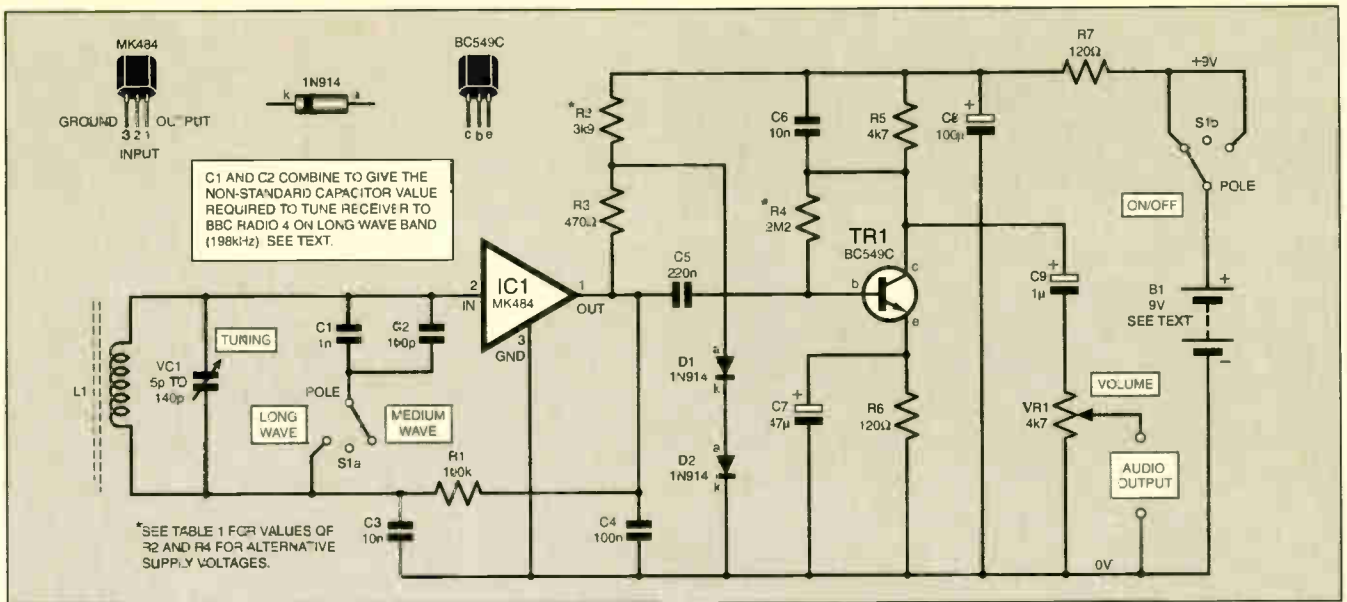 MK484
GROUND
OUTPUT
3 2 1
INPUT
1N914
k
a
BC549C
c b e
C1 AND C2 COMBINE TO GIVE THE
NON-STANDARD CAPACITOR VALUE
REQUIRED TO TUNE RECEIVER TO
BBC RADIO 4 ON LONG WAVE BAND
(198kHz) SEE TEXT.
L1
TUNING
VC1
5p TO
140p
C1
1n
C2
POLE
LONG
WAVE
MEDIUM
WAVE
S1a
R1
100k
2
IN
IC1
MK484
1
OUT
3
GND
C3
10n
C4
100n
*R2
3k9
R3
470Ω
C5
220n
D1
1N914
a
k
D2
1N914
a
k
C6
10n
*R4
2M2
R5
4k7
TR1
BC549C
b
c
e
C7
47µ
+
R6
120Ω
C8
100µ
+
R7
120Ω
C9
1µ
+
VR1
4k7
VOLUME
AUDIO
OUTPUT
+9V
S1b
POLE
ON/OFF
B1
9V
SEE TEXT
+
−
0V
*SEE TABLE 1 FOR VALUES OF
R2 AND R4 FOR ALTERNATIVE
SUPPLY VOLTAGES.